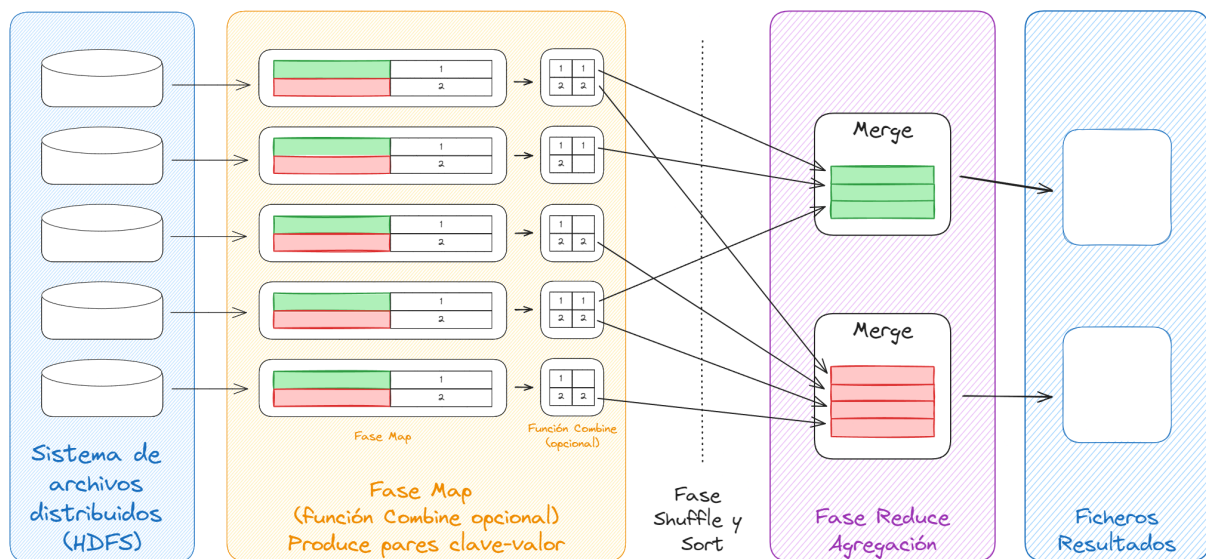 1
2
1 1
2 2
1
2
1 1
2
1
2
1
2 2
1
2
1 1
2 2
1
2
1
2 2
Fase Map
Función Combine
(opcional)
Merge
Merge
Sistema de
archivos
distribuidos
(HDFS)
Fase Map
(función Combine opcional)
Produce pares clave-valor
Fase
Shuffle y
Sort
Fase Reduce
Agregación
Ficheros
Resultados